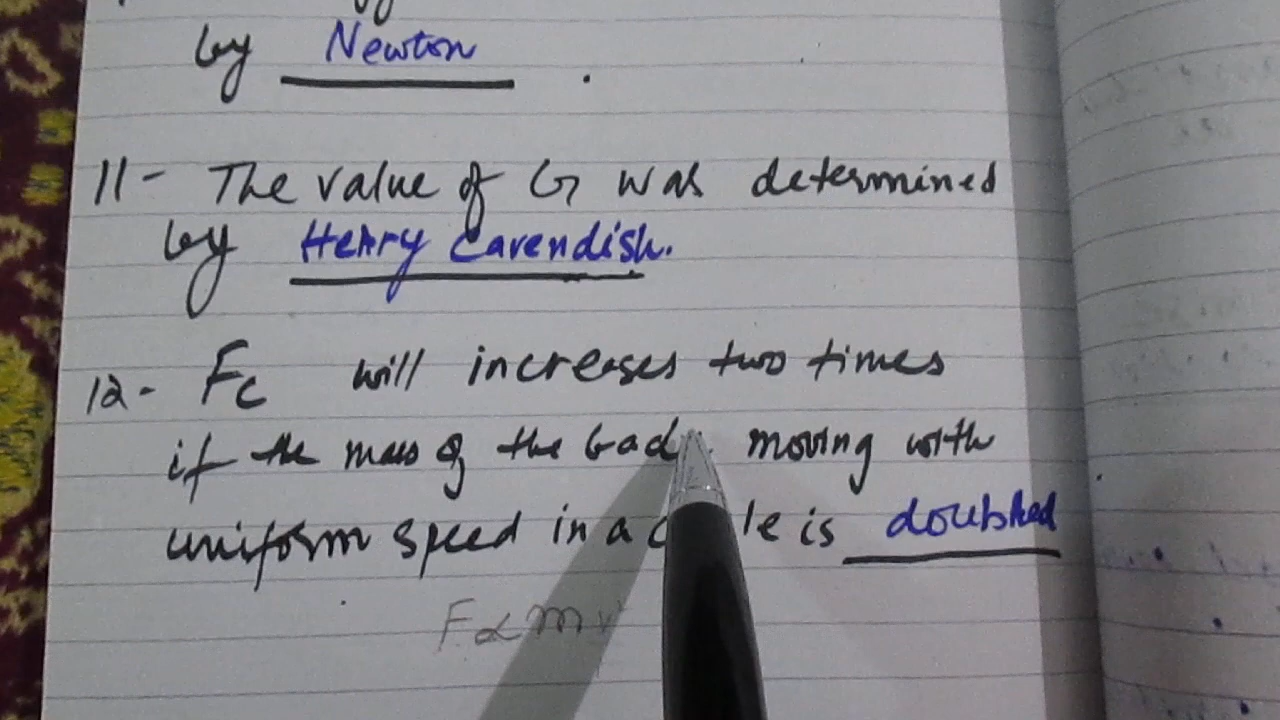 by Newton .
11- The value of G was determined
by Henry Cavendish.
12- Fc will increases two times
if the mass of the bod moving with
uniform speed in a c le is doubled
F∝m